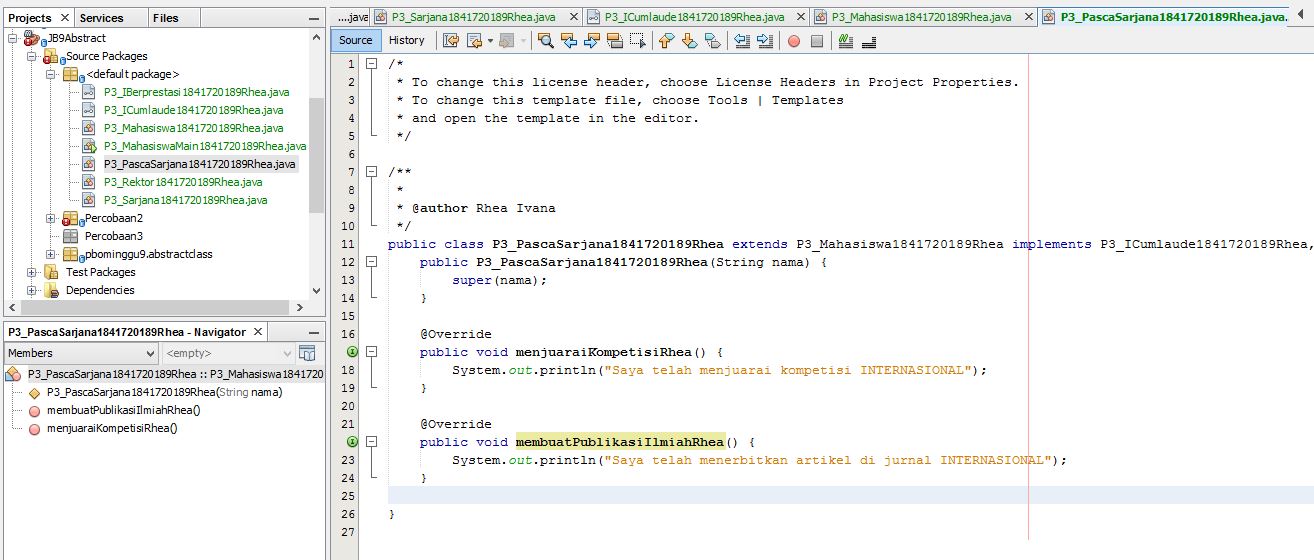 Projects
Services
Files
JB9Abstract
Source Packages
<default package>
P3_IBerprestasi1841720189Rhea.java
P3_ICumlaude1841720189Rhea.java
P3_Mahasiswa1841720189Rhea.java
P3_MahasiswaMain1841720189Rhea.java
P3_PascaSarjana1841720189Rhea.java
P3_Rektor1841720189Rhea.java
P3_Sarjana1841720189Rhea.java
Percobaan2
Percobaan3
pbominggu9.abstractclass
Test Packages
Dependencies
P3_PascaSarjana1841720189Rhea - Navigator
Members
<empty>
P3_PascaSarjana1841720189Rhea :: P3_Mahasiswa1841720
P3_PascaSarjana1841720189Rhea(String nama)
membuatPublikasiIlmiahRhea()
menjuaraiKompetisiRhea()
....java
P3_Sarjana1841720189Rhea.java
P3_ICumlaude1841720189Rhea.java
P3_Mahasiswa1841720189Rhea.java
P3_PascaSarjana1841720189Rhea.java
Source
History
1 /*
2 * To change this license header, choose License Headers in Project Properties.
3 * To change this template file, choose Tools | Templates
4 * and open the template in the editor.
5 */
6
7 /**
8 *
9 * @author Rhea Ivana
10 */
11 public class P3_PascaSarjana1841720189Rhea extends P3_Mahasiswa1841720189Rhea implements P3_ICumlaude1841720189Rhea,
12 public P3_PascaSarjana1841720189Rhea(String nama) {
13 super(nama);
14 }
15
16 @Override
public void menjuaraiKompetisiRhea() {
18 System.out.println("Saya telah menjuarai kompetisi INTERNASIONAL");
19 }
20
21 @Override
public void membuatPublikasiIlmiahRhea() {
23 System.out.println("Saya telah menerbitkan artikel di jurnal INTERNASIONAL");
24 }
25
26 }
27